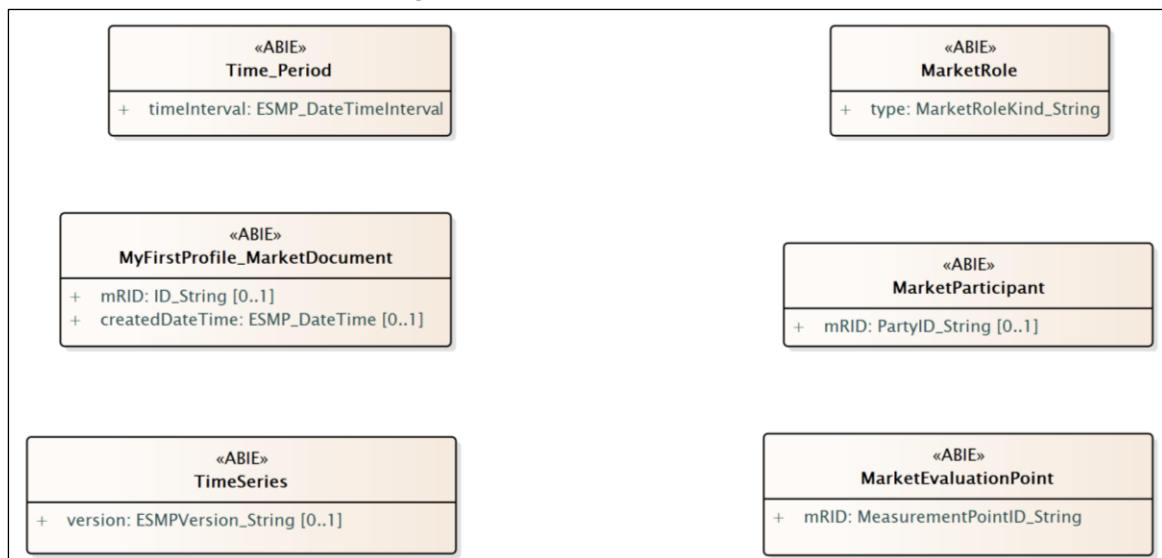 «ABIE»
Time_Period
+ timeInterval: ESMP_DateTimeInterval
«ABIE»
MarketRole
+ type: MarketRoleKind_String
«ABIE»
MyFirstProfile_MarketDocument
+ mRID: ID_String [0..1]
+ createdDateTime: ESMP_DateTime [0..1]
«ABIE»
MarketParticipant
+ mRID: PartyID_String [0..1]
«ABIE»
TimeSeries
+ version: ESMPVersion_String [0..1]
«ABIE»
MarketEvaluationPoint
+ mRID: MeasurementPointID_String